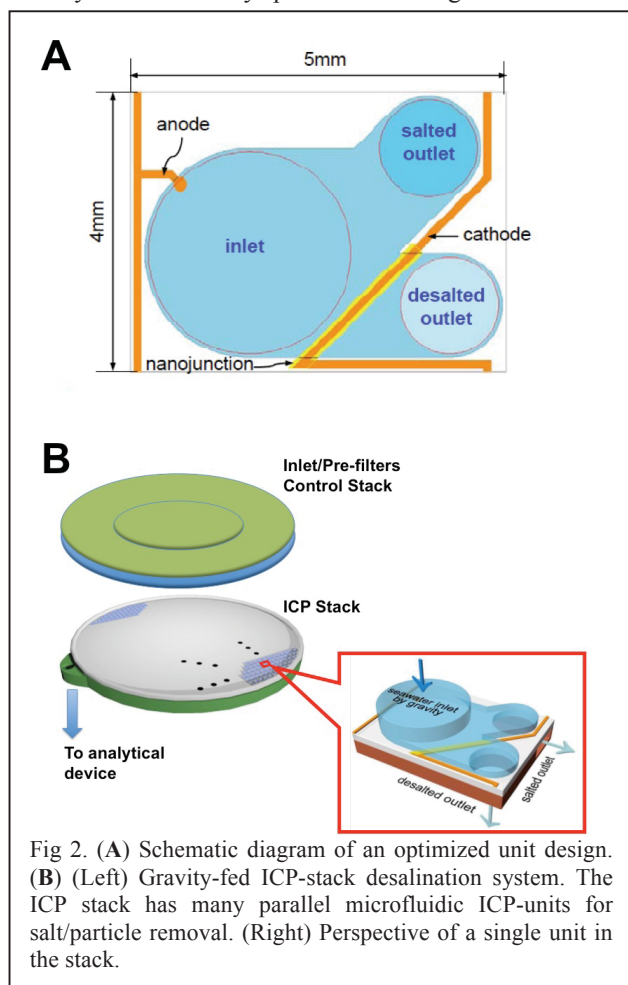 A
5mm
anode
salted
outlet
4mm
inlet
cathode
desalted
outlet
nanojunction
B
Inlet/Pre-filters
Control Stack
ICP Stack
seawater inlet
by gravity
To analytical
device
desalted outlet
salted outlet
Fig 2. (A) Schematic diagram of an optimized unit design.
(B) (Left) Gravity-fed ICP-stack desalination system. The
ICP stack has many parallel microfluidic ICP-units for
salt/particle removal. (Right) Perspective of a single unit in
the stack.